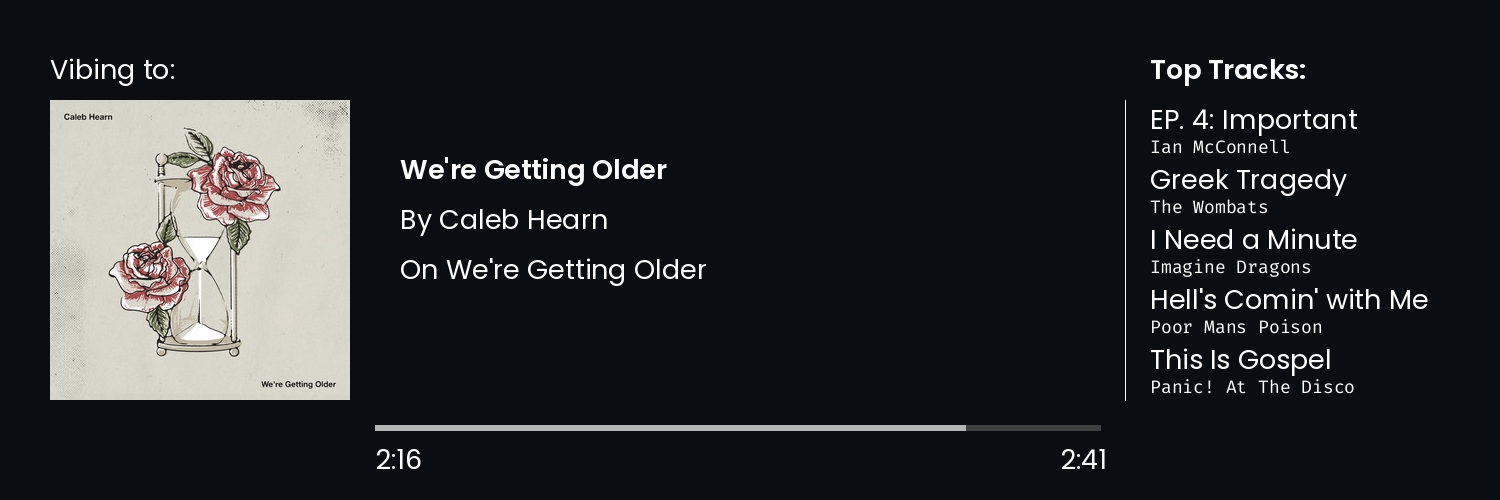 Vibing to:
Caleb Hearn
We're Getting Older
We're Getting Older
By Caleb Hearn
On We're Getting Older
2:16
2:41
Top Tracks:
EP. 4: Important
Ian McConnell
Greek Tragedy
The Wombats
I Need a Minute
Imagine Dragons
Hell's Comin' with Me
Poor Mans Poison
This Is Gospel
Panic! At The Disco